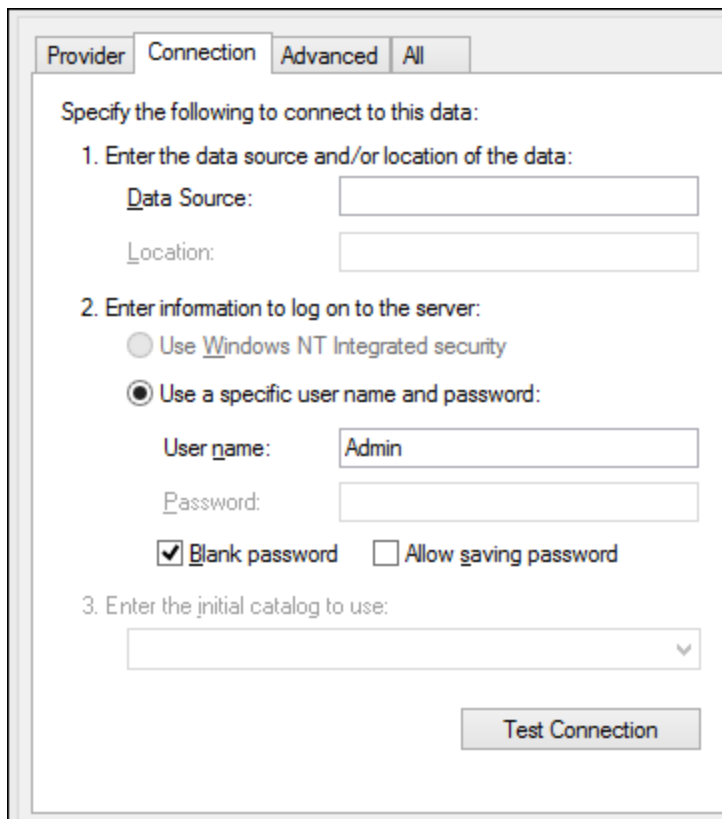 Provider Connection Advanced All
Specify the following to connect to this data:
1. Enter the data source and/or location of the data:
Data Source:
Location:
2. Enter information to log on to the server:
Use Windows NT Integrated security
Use a specific user name and password:
User name: Admin
Password:
Blank password Allow saving password
3. Enter the initial catalog to use:
Test Connection